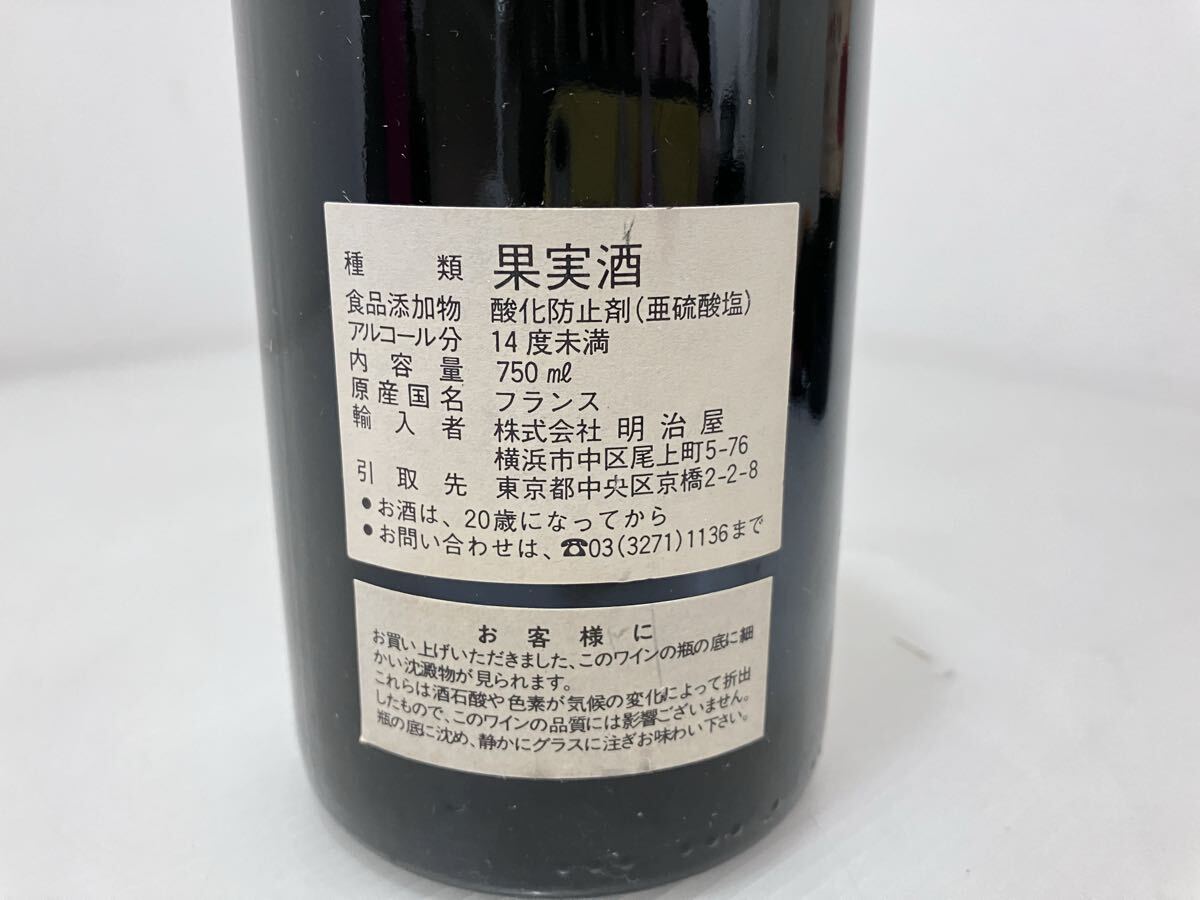 種類 果実酒
食品添加物 酸化防止剤(亜硫酸塩)
アルコール分 14度未満
内容量 750㎖
原産国名 フランス
輸入者 株式会社 明治屋
横浜市中区尾上町5-76
引取先 東京都中央区京橋2-2-8
●お酒は、20歳になってから
●お問い合わせは、☎03(3271)1136まで
お客様に
お買い上げいただきました、このワインの瓶の底に細
かい沈澱物が見られます。
これらは酒石酸や色素が気候の変化によって折出
したもので、このワインの品質には影響ございません。
瓶の底に沈め、静かにグラスに注ぎお味わい下さい。